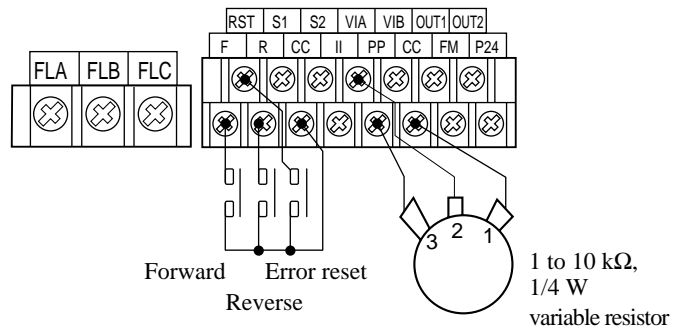 RST S1 S2 VIA VIB OUT1 OUT2
F R CC II PP CC FM P24
FLA FLB FLC
3 2 1
Forward Error reset
Reverse
1 to 10 kΩ,
1/4 W
variable resistor